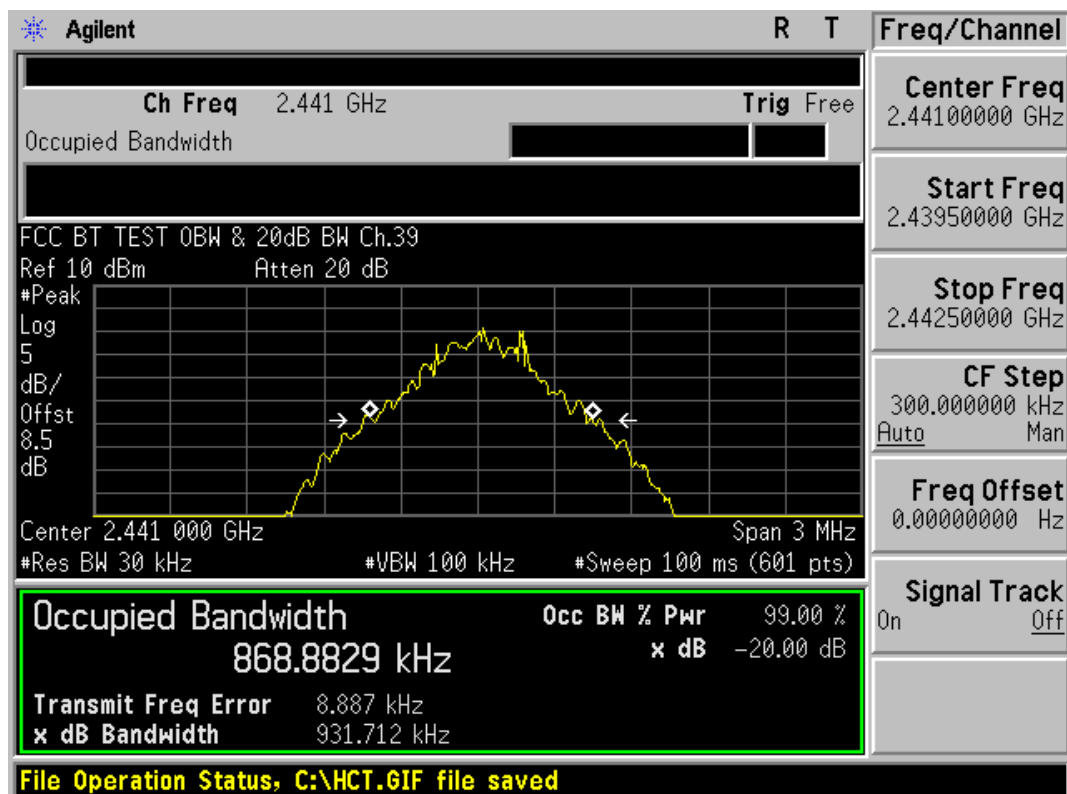 Agilent R T Freq/Channel
Ch Freq 2.441 GHz Trig Free
Occupied Bandwidth
Center Freq
2.44100000 GHz
Start Freq
2.43950000 GHz
Stop Freq
2.44250000 GHz
CF Step
300.000000 kHz
Auto Man
Freq Offset
0.00000000 Hz
Signal Track
On Off
FCC BT TEST OBW & 20dB BW Ch.39
Ref 10 dBm Atten 20 dB
#Peak
Log
5
dB/
Offst
8.5
dB
Center 2.441 000 GHz Span 3 MHz
#Res BW 30 kHz #VBW 100 kHz #Sweep 100 ms (601 pts)
Occupied Bandwidth Occ BW % Pwr 99.00 %
868.8829 kHz x dB -20.00 dB
Transmit Freq Error 8.887 kHz
x dB Bandwidth 931.712 kHz
File Operation Status, C:\HCT.GIF file saved